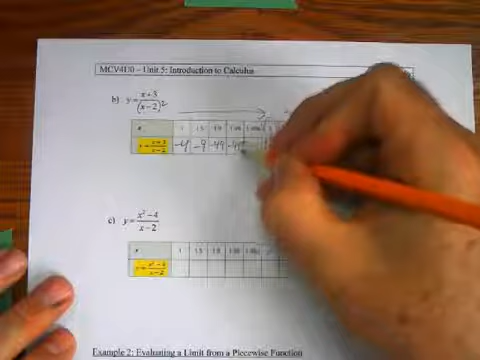 MCV4U0 – Unit 5: Introduction to Calculus
b) y = x+3 / (x−2)²
x 1 1.5 1.9 1.99
y = x+3 / x−2 -4 -9 -49
c) y = x² − 4 / x − 2
x 1 1.5 1.9 1.99 1.999
y = x² − 4 / x − 2
Example 2: Evaluating a Limit from a Piecewise Function